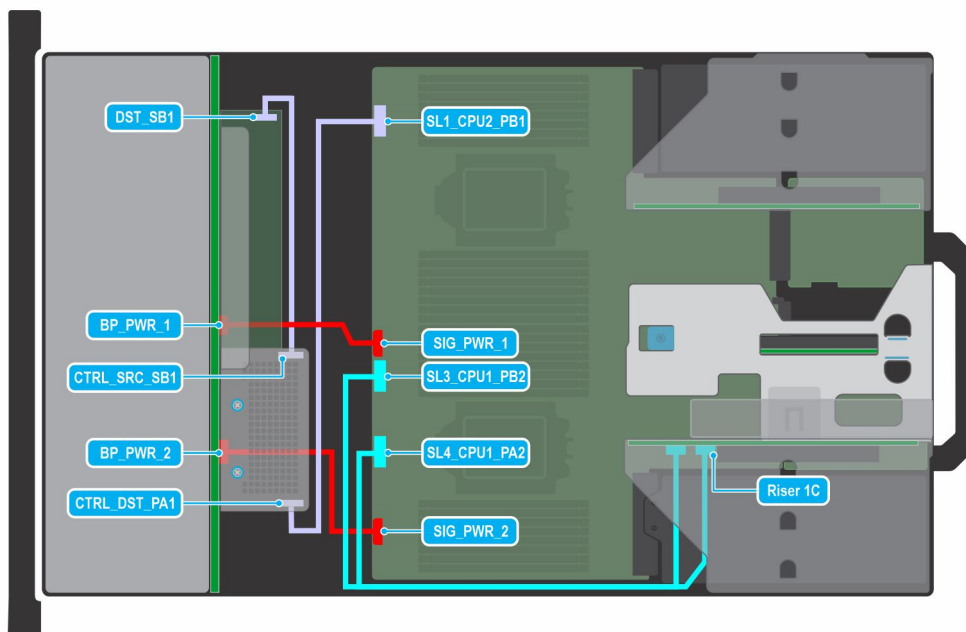 DST_SB1
SL1_CPU2_PB1
BP_PWR_1
SIG_PWR_1
CTRL_SRC_SB1
SL3_CPU1_PB2
BP_PWR_2
SL4_CPU1_PA2
CTRL_DST_PA1
Riser 1C
SIG_PWR_2